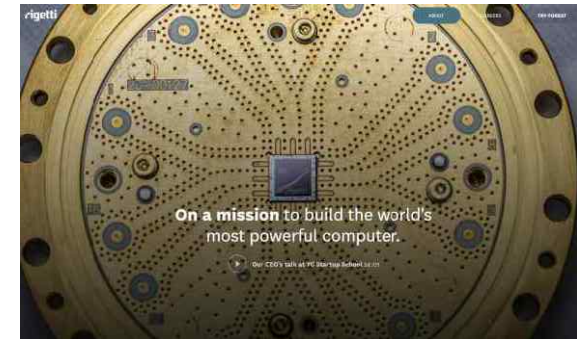 rigetti
ABOUT
CAREERS
TRY FOREST
On a mission to build the world's
most powerful computer.
Our CEO's talk at YC Startup School